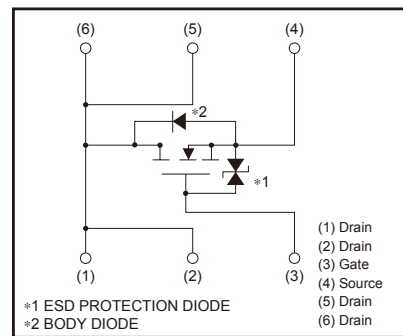 (6) (5) (4)
∗2
∗1
(1) Drain
(2) Drain
(3) Gate
(4) Source
(5) Drain
(6) Drain
(1) (2) (3)
∗1 ESD PROTECTION DIODE
∗2 BODY DIODE